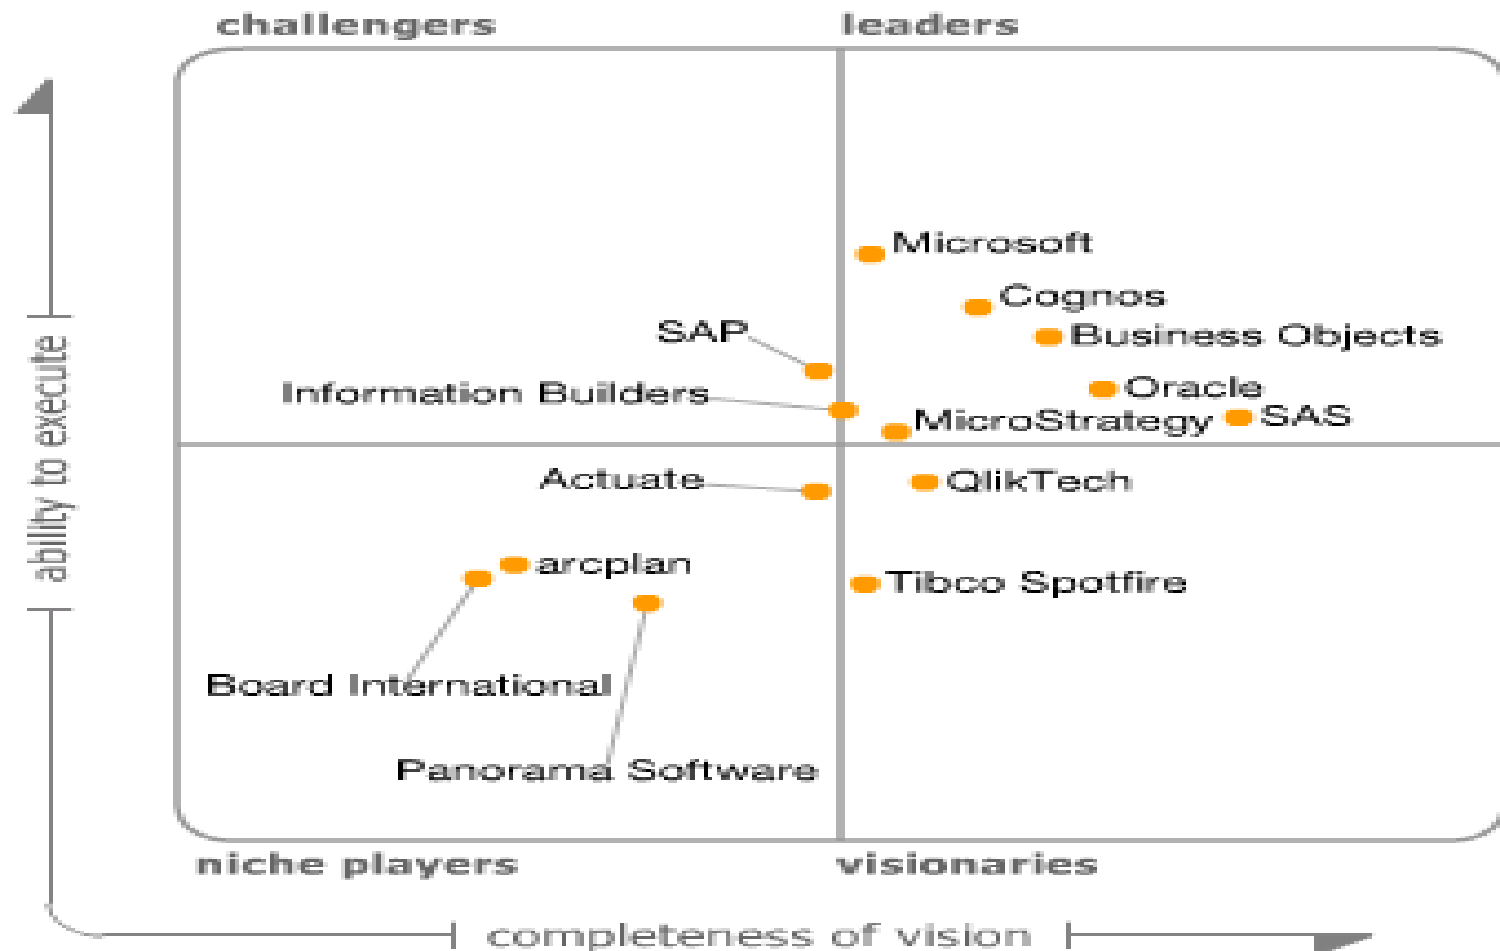 challengers
leaders
Microsoft
Cognos
SAP
Business Objects
Information Builders
Oracle
MicroStrategy
SAS
Actuate
QlikTech
arcplan
Tibco Spotfire
Board International
Panorama Software
niche players
visionaries
ability to execute
completeness of vision